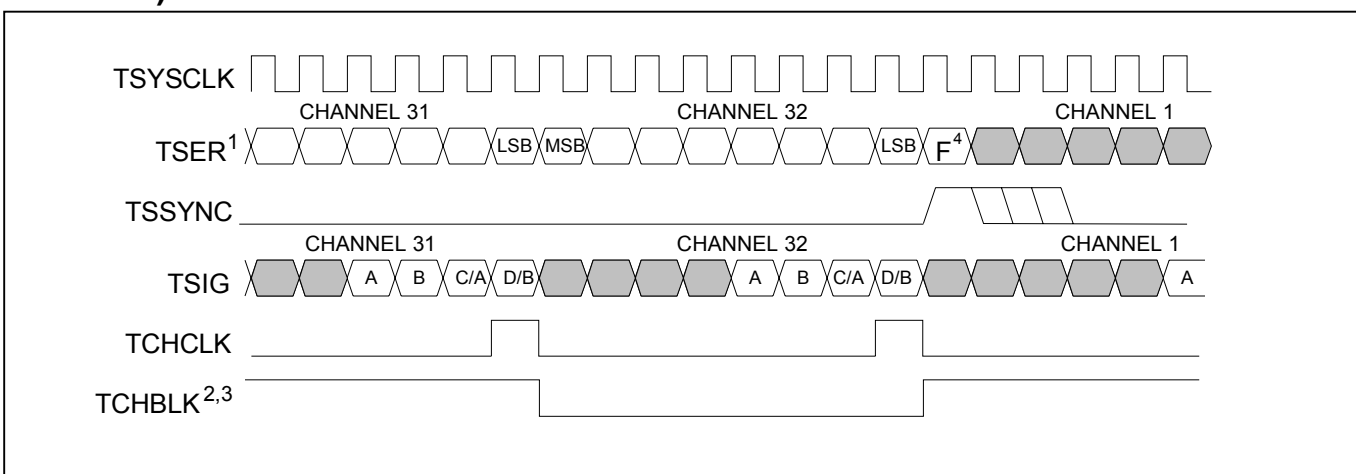 )
TSYSCLK
CHANNEL 31 CHANNEL 32 CHANNEL 1
TSER1 LSB MSB LSB F4
TSSYNC
CHANNEL 31 CHANNEL 32 CHANNEL 1
TSIG A B C/A D/B A B C/A D/B A
TCHCLK
TCHBLK2,3